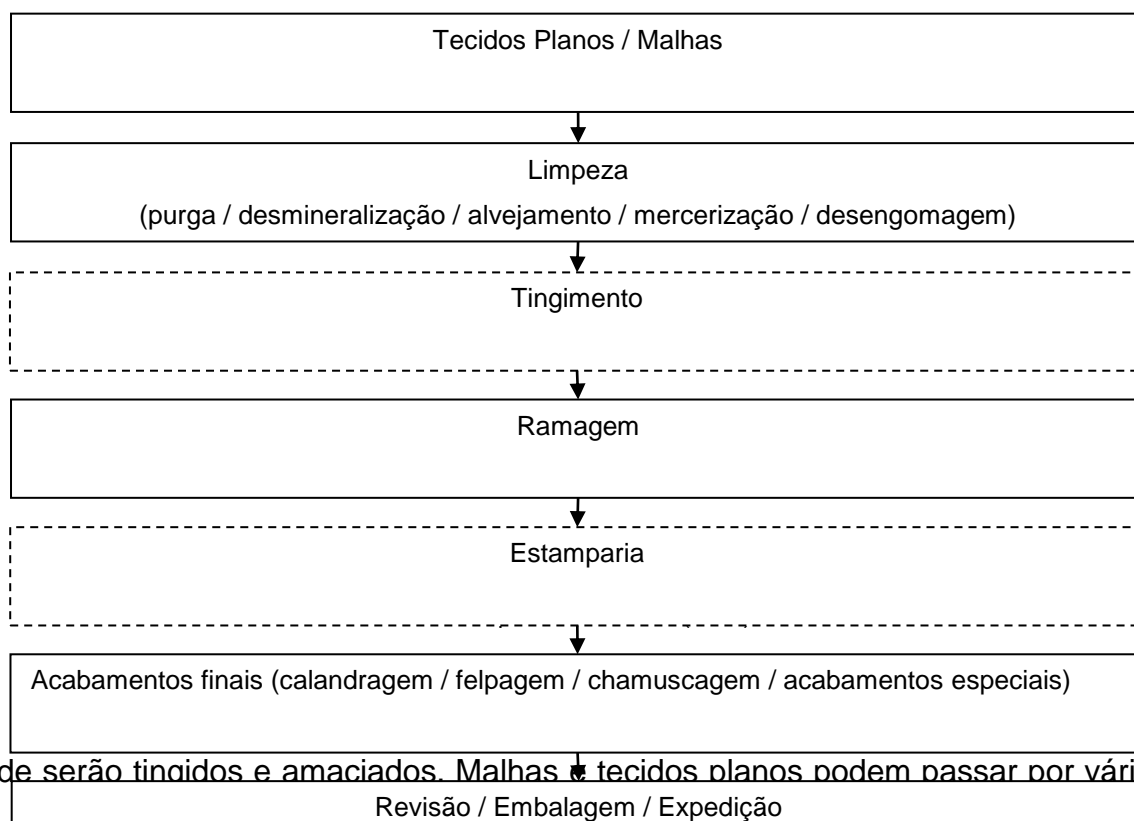 Tecidos Planos / Malhas
Limpeza
(purga / desmineralização / alvejamento / mercerização / desengomagem)
Tingimento
Ramagem
Estamparia
Acabamentos finais (calandragem / felpagem / chamuscagem / acabamentos especiais)
de serão tingidos e amaciados. Malhas e tecidos planos podem passar por vári
Revisão / Embalagem / Expedição